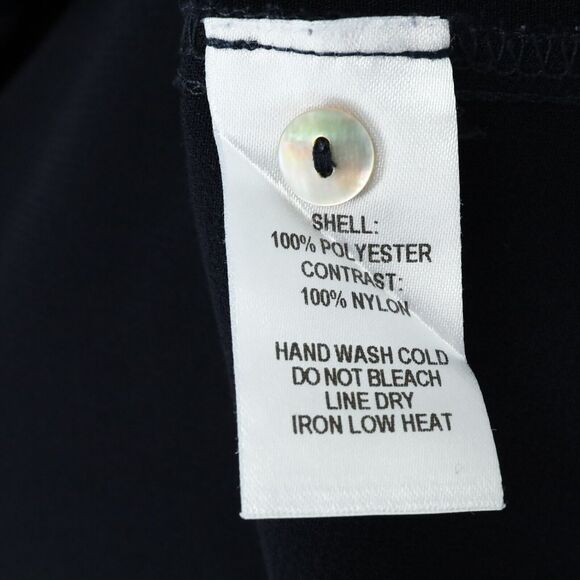 SHELL:
100% POLYESTER
CONTRAST:
100% NYLON
HAND WASH COLD
DO NOT BLEACH
LINE DRY
IRON LOW HEAT